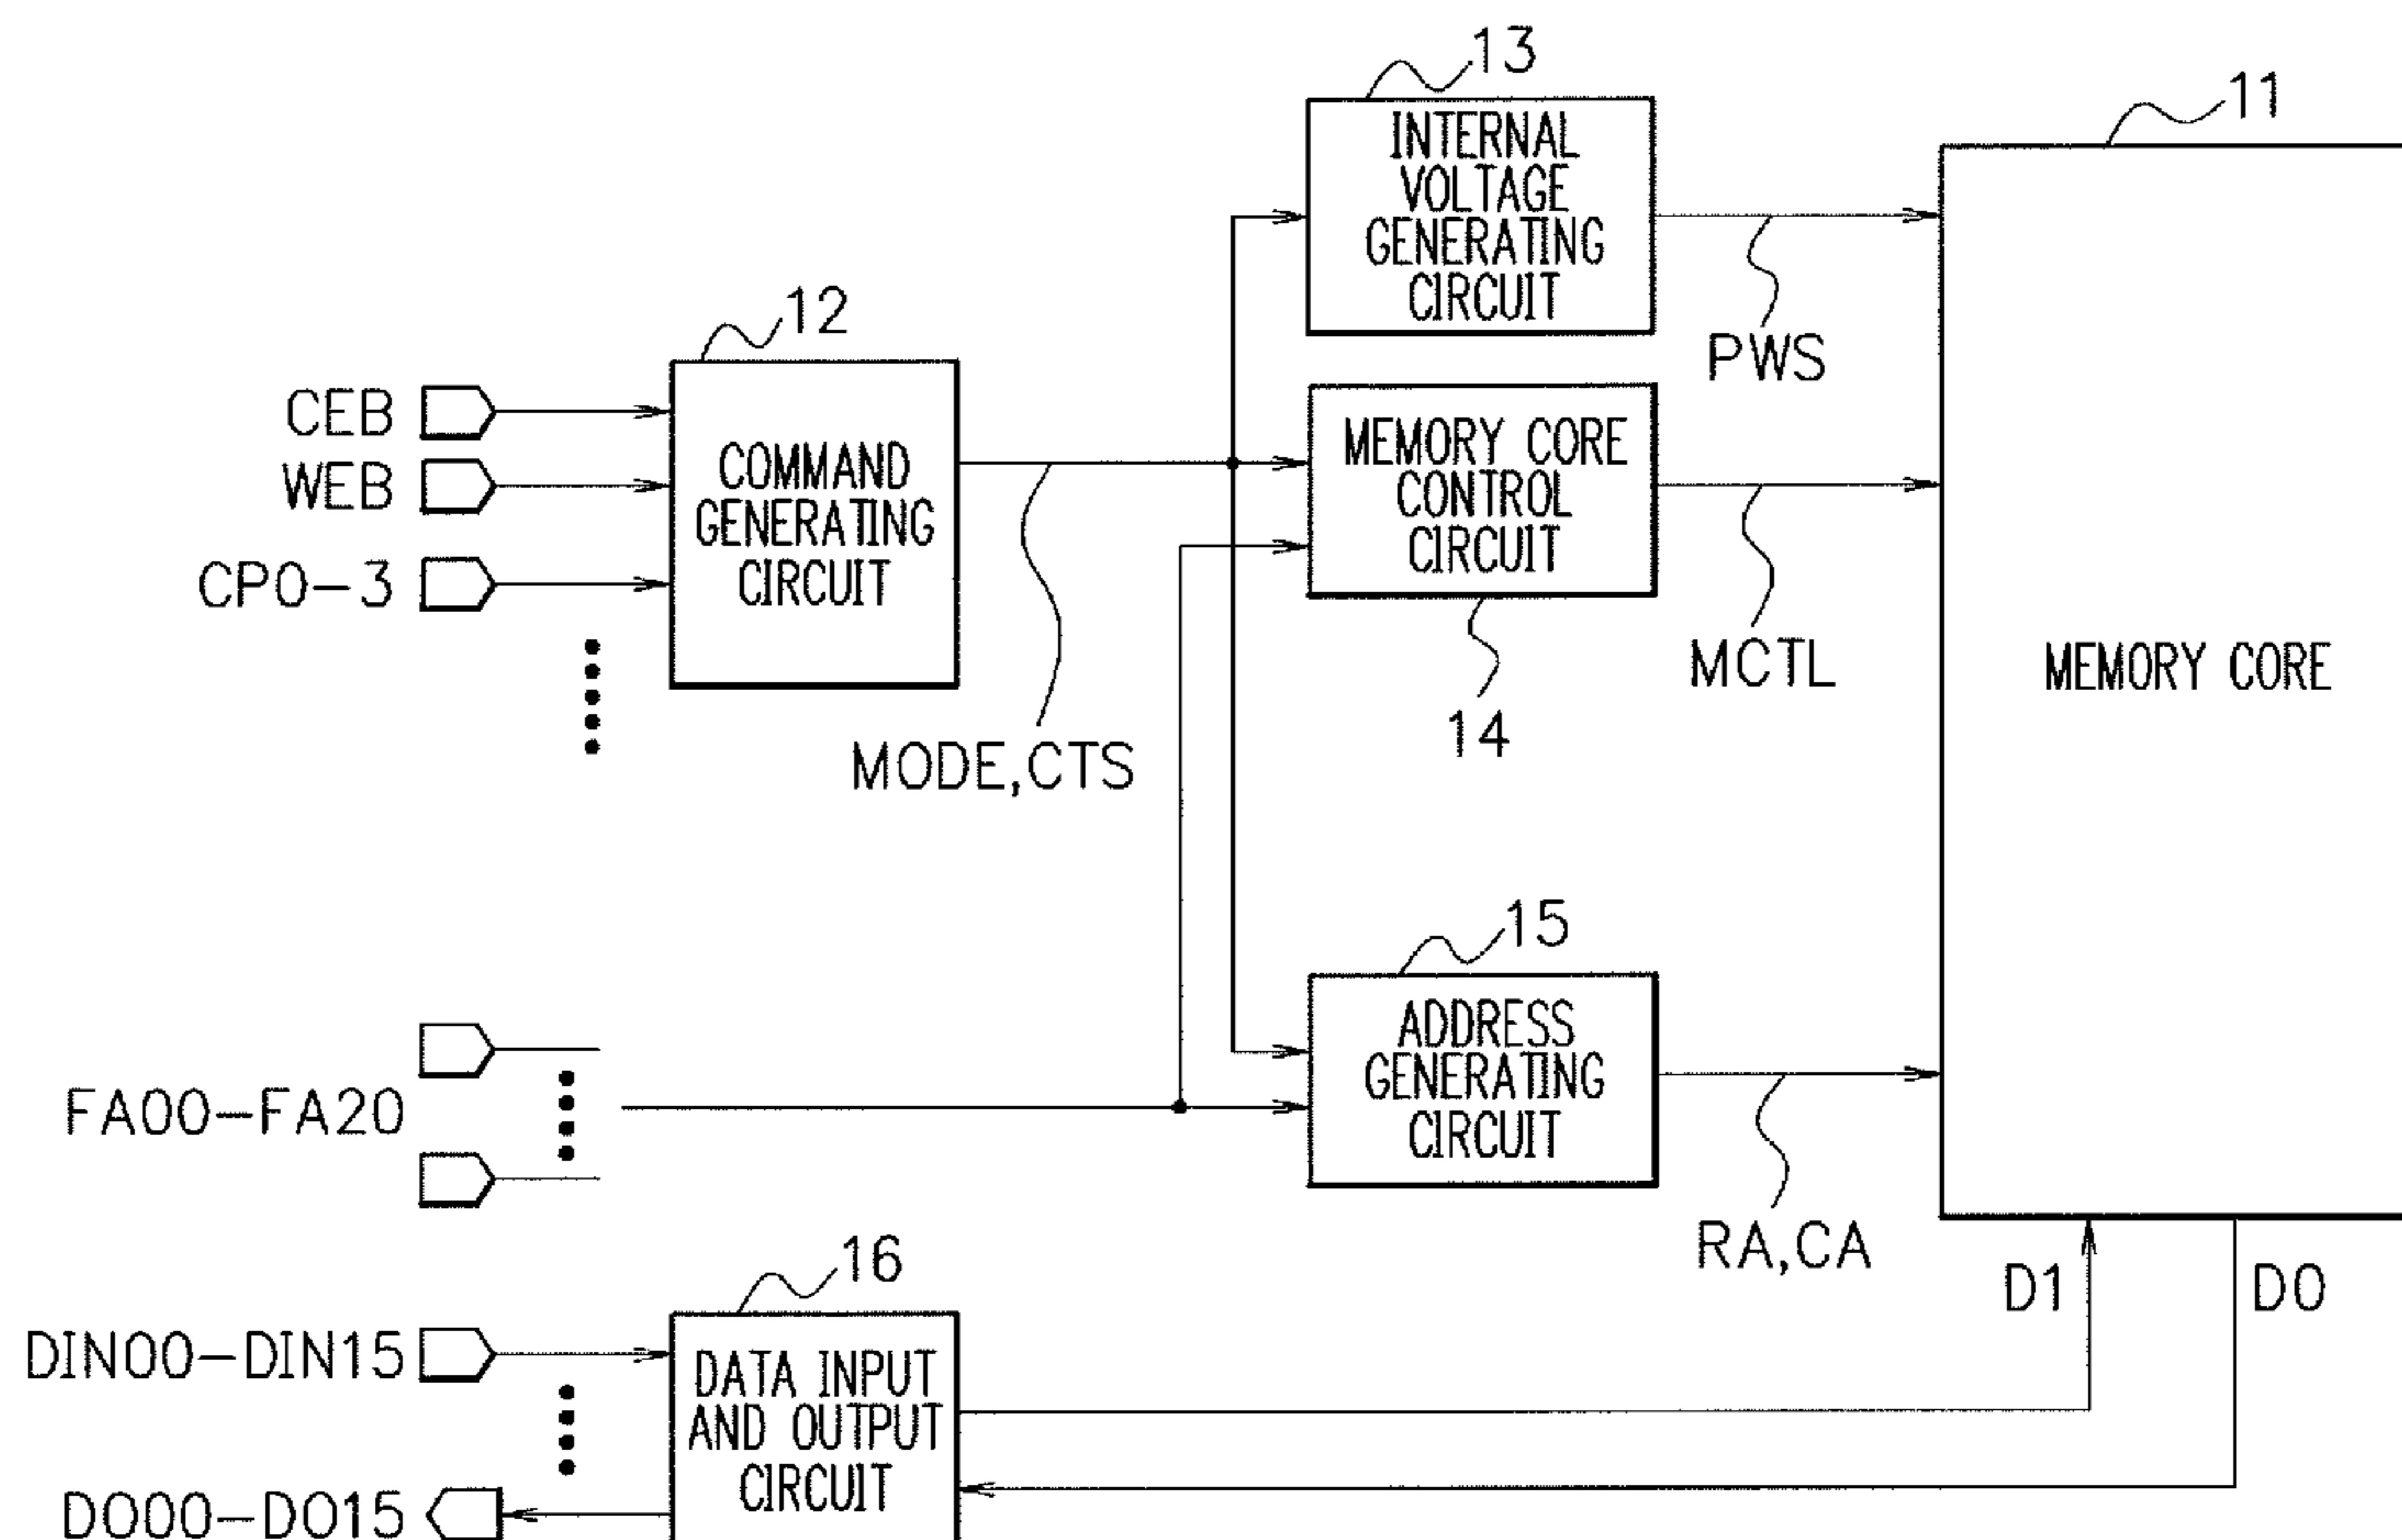 13
INTERNAL
VOLTAGE
GENERATING
CIRCUIT
11
12
PWS
CEB
WEB
CP0-3
COMMAND
GENERATING
CIRCUIT
MEMORY CORE
CONTROL
CIRCUIT
MCTL
14
MEMORY CORE
MODE,CTS
15
ADDRESS
GENERATING
CIRCUIT
FA00-FA20
RA,CA
16
D1
DO
DIN00-DIN15
DATA INPUT
AND OUTPUT
CIRCUIT
DO00-DO15